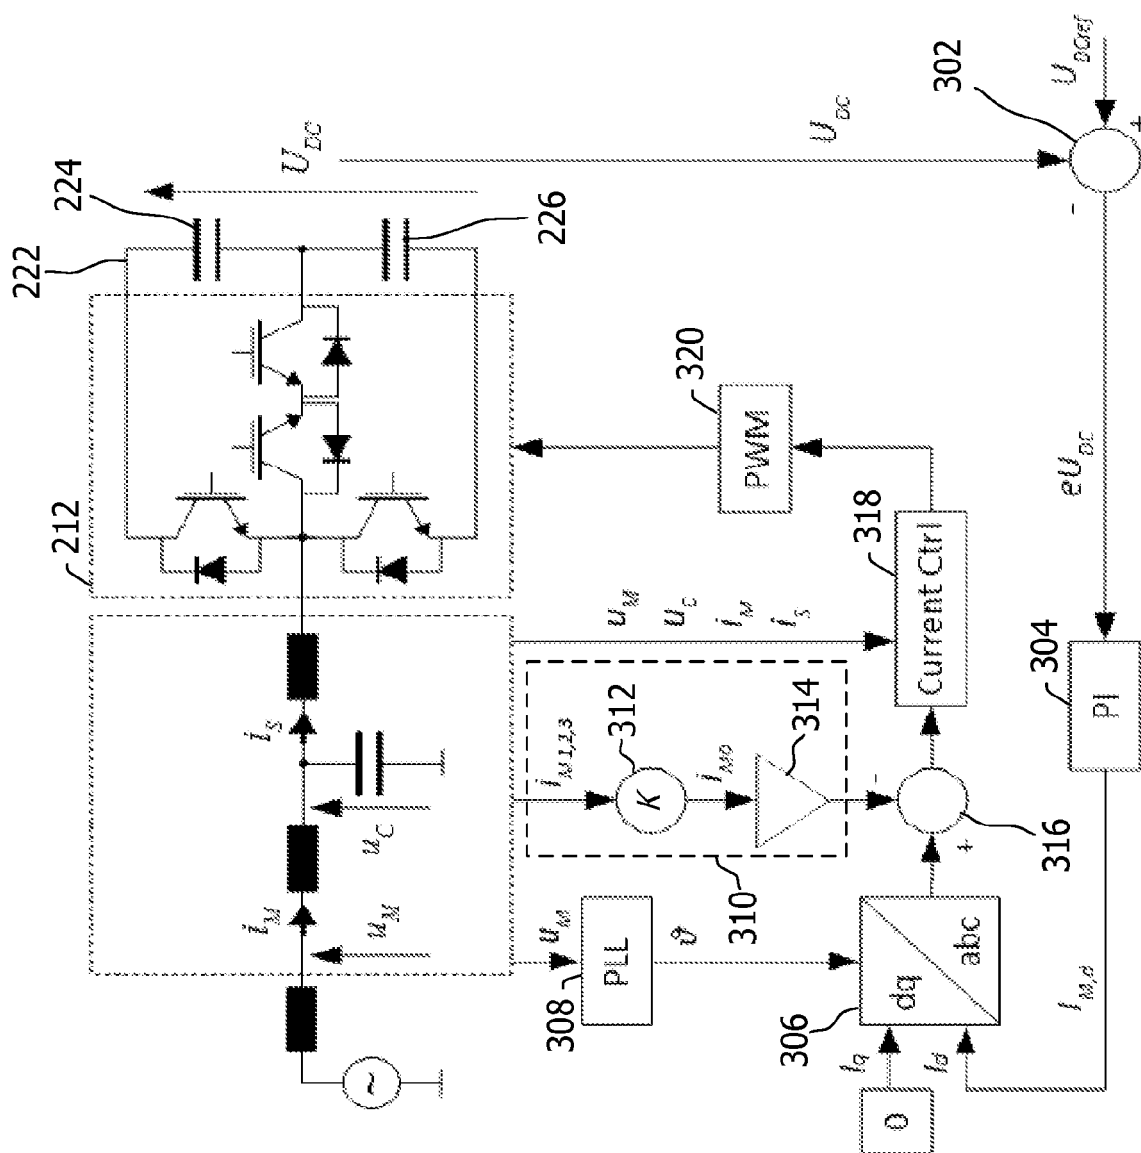 212
222
224
226
U_DC
i_M
u_M
u_C
i_S
~
U_DC
302
U_DCref
+
-
eU_DC
304
PI
I_M,d
320
PWM
318
Current Ctrl
u_M
u_C
i_M
i_S
i_M1,2,3
312
K
i_M0
314
310
-
+
316
u_M
308
PLL
ϑ
306
dq
abc
I_q
I_d
0